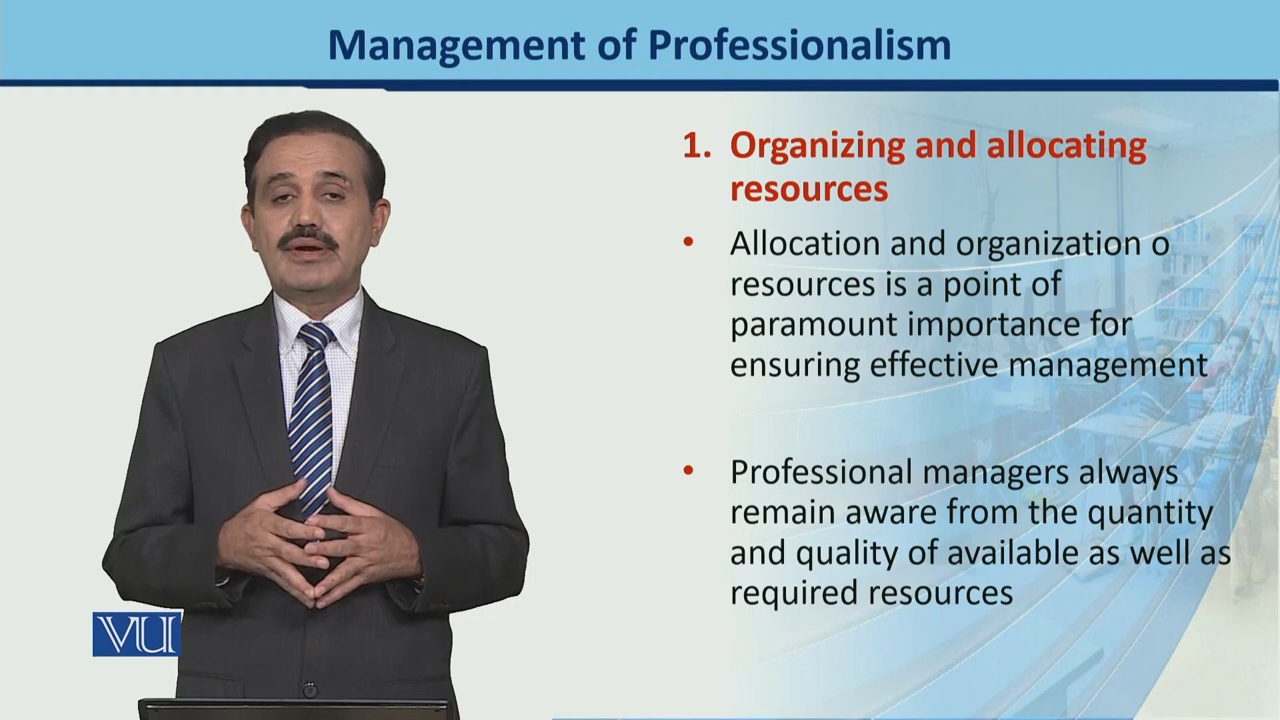 Management of Professionalism
1. Organizing and allocating
resources
• Allocation and organization o
resources is a point of
paramount importance for
ensuring effective management
• Professional managers always
remain aware from the quantity
and quality of available as well as
required resources
VU